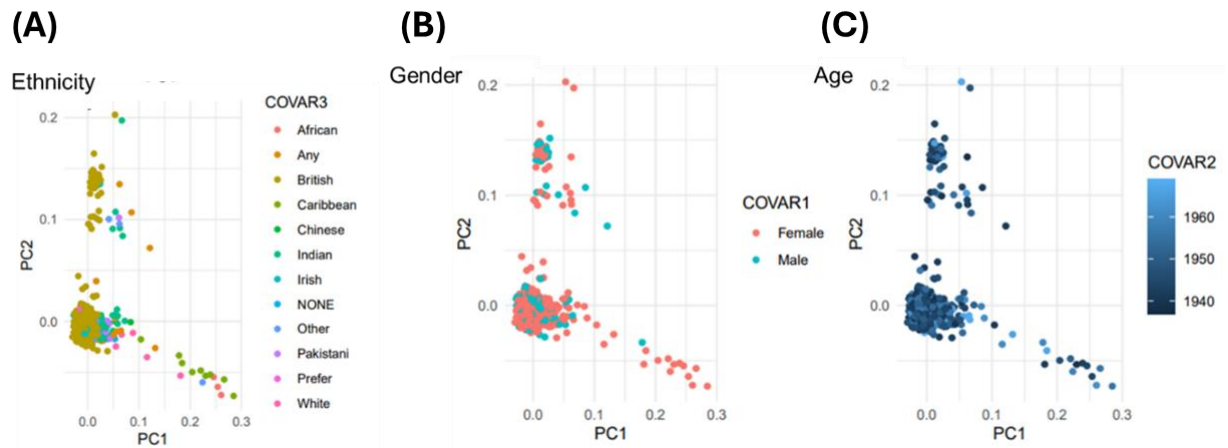 (A)
(B)
(C)
Ethnicity
COVAR3
African
Any
British
Caribbean
Chinese
Indian
Irish
NONE
Other
Pakistani
Prefer
White
PC2
0.2
0.1
0.0
0.0
0.1
0.2
0.3
PC1
Gender
COVAR1
Female
Male
PC2
0.2
0.1
0.0
0.0
0.1
0.2
0.3
PC1
Age
COVAR2
1960
1950
1940
PC2
0.2
0.1
0.0
0.0
0.1
0.2
0.3
PC1